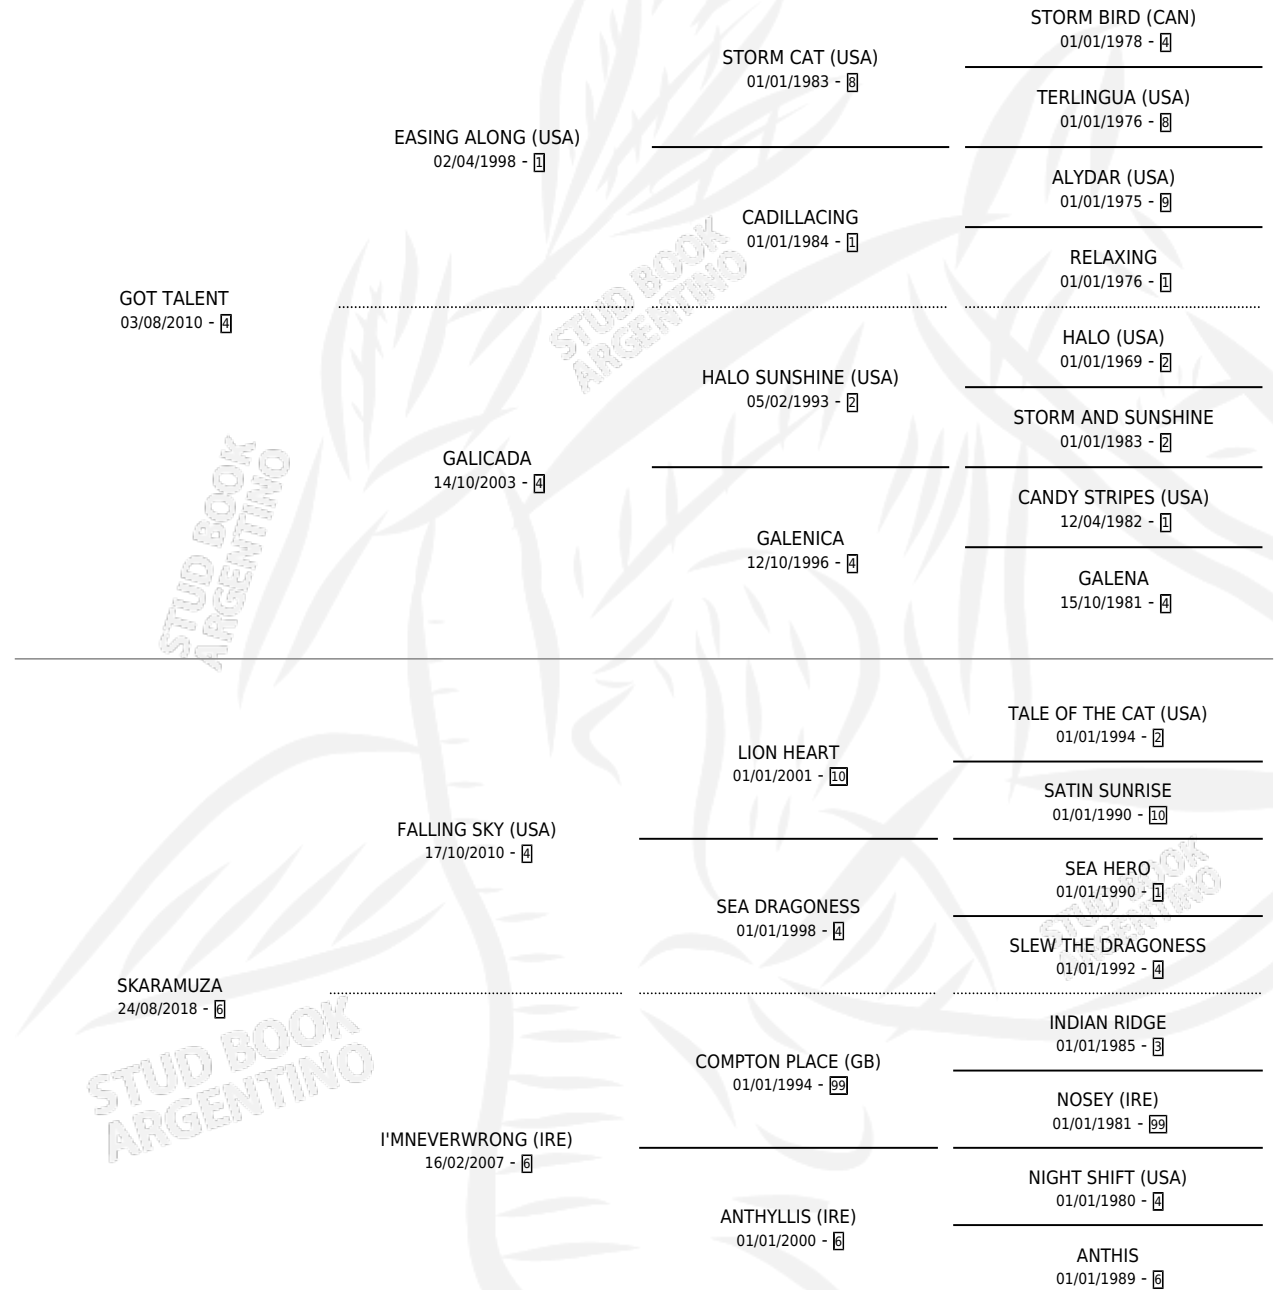 STORM BIRD (CAN)
01/01/1978 - 4
STORM CAT (USA)
01/01/1983 - 8
TERLINGUA (USA)
01/01/1976 - 8
EASING ALONG (USA)
02/04/1998 - 1
ALYDAR (USA)
01/01/1975 - 9
CADILLACING
01/01/1984 - 1
RELAXING
01/01/1976 - 1
GOT TALENT
03/08/2010 - 4
HALO (USA)
01/01/1969 - 2
HALO SUNSHINE (USA)
05/02/1993 - 2
STORM AND SUNSHINE
01/01/1983 - 2
GALICADA
14/10/2003 - 4
CANDY STRIPES (USA)
12/04/1982 - 1
GALENICA
12/10/1996 - 4
GALENA
15/10/1981 - 4
STUD BOOK
ARGENTINO
STUD BOOK
ARGENTINO
TALE OF THE CAT (USA)
01/01/1994 - 2
LION HEART
01/01/2001 - 10
SATIN SUNRISE
01/01/1990 - 10
FALLING SKY (USA)
17/10/2010 - 4
SEA HERO
01/01/1990 - 1
SEA DRAGONESS
01/01/1998 - 4
SLEW THE DRAGONESS
01/01/1992 - 4
SKARAMUZA
24/08/2018 - 6
INDIAN RIDGE
01/01/1985 - 3
COMPTON PLACE (GB)
01/01/1994 - 99
NOSEY (IRE)
01/01/1981 - 99
I'MNEVERWRONG (IRE)
16/02/2007 - 6
NIGHT SHIFT (USA)
01/01/1980 - 4
ANTHYLLIS (IRE)
01/01/2000 - 6
ANTHIS
01/01/1989 - 6
STUD BOOK
ARGENTINO
STUD BOOK
ARGENTINO